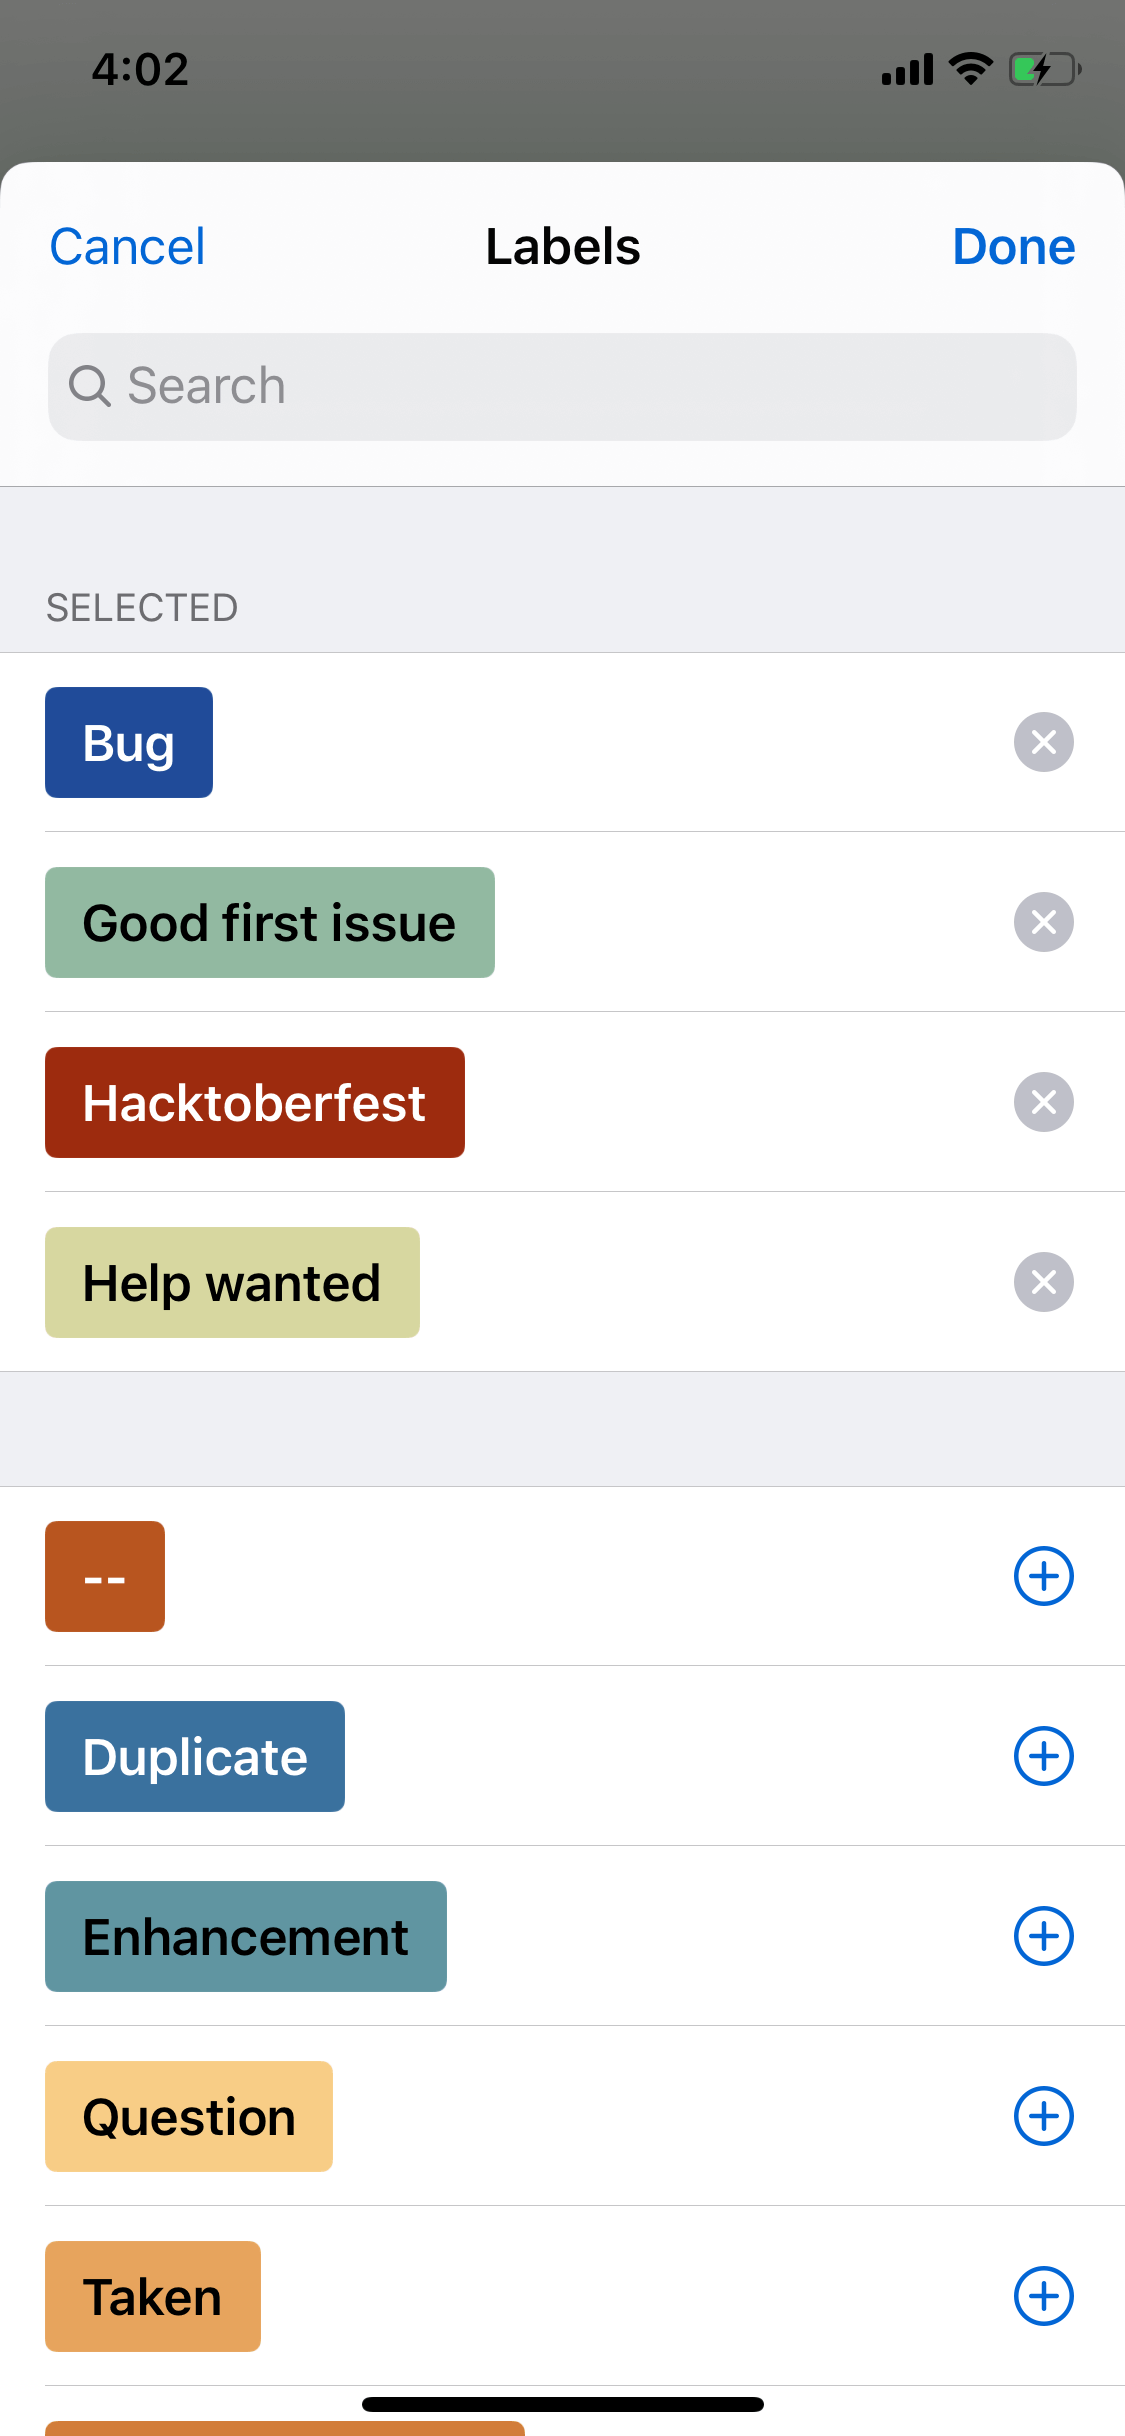 4:02
Cancel Labels Done
Search
SELECTED
Bug
Good first issue
Hacktoberfest
Help wanted
--
Duplicate
Enhancement
Question
Taken